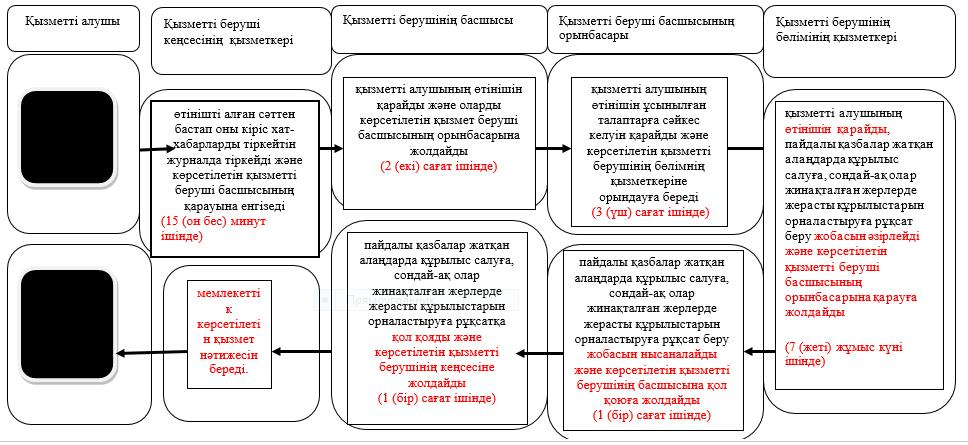 Қызметті алушы
Қызметті беруші
кеңсесінің қызметкері
Қызметті берушінің басшысы
Қызметті беруші басшысының
орынбасары
Қызметті берушінің
бөлімінің қызметкері
өтінішті алған сәттен
бастап оны кіріс хат-
хабарларды тіркейтін
журналда тіркейді және
көрсетілетін қызметті
беруші басшысының
қарауына енгізеді
(15 (он бес) минут
ішінде)
қызметті алушының өтінішін
қарайды және оларды
көрсетілетін қызмет беруші
басшысының орынбасарына
жолдайды
(2 (екі) сағат ішінде)
қызметті алушының
өтінішін ұсынылған
талаптарға сәйкес
келуін қарайды және
көрсетілетін қызметті
берушінің бөлімнің
қызметкеріне
орындауға береді
(3 (үш) сағат ішінде)
қызметті алушының
өтінішін қарайды,
пайдалы қазбалар жатқан
алаңдарда құрылыс
салуға, сондай-ақ олар
жинақталған жерлерде
жерасты құрылыстарын
орналастыруға рұқсат
беру жобасын әзірлейді
және көрсетілетін
қызметті беруші
басшысының
орынбасарына қарауға
жолдайды
(7 (жеті) жұмыс күні
ішінде)
пайдалы қазбалар жатқан
алаңдарда құрылыс салуға,
сондай-ақ олар
жинақталған жерлерде
жерасты құрылыстарын
орналастыруға рұқсат беру
жобасын нысаналайды
және көрсетілетін қызметті
берушінің басшысына қол
қоюға жолдайды
(1 (бір) сағат ішінде)
пайдалы қазбалар жатқан
алаңдарда құрылыс салуға,
сондай-ақ олар
жинақталған жерлерде
жерасты құрылыстарын
орналастыруға рұқсатқа
қол қояды және
көрсетілетін қызметті
берушінің кеңсесіне
жолдайды
(1 (бір) сағат ішінде)
мемлекетті
к
көрсетілеті
н қызмет
нәтижесін
береді.